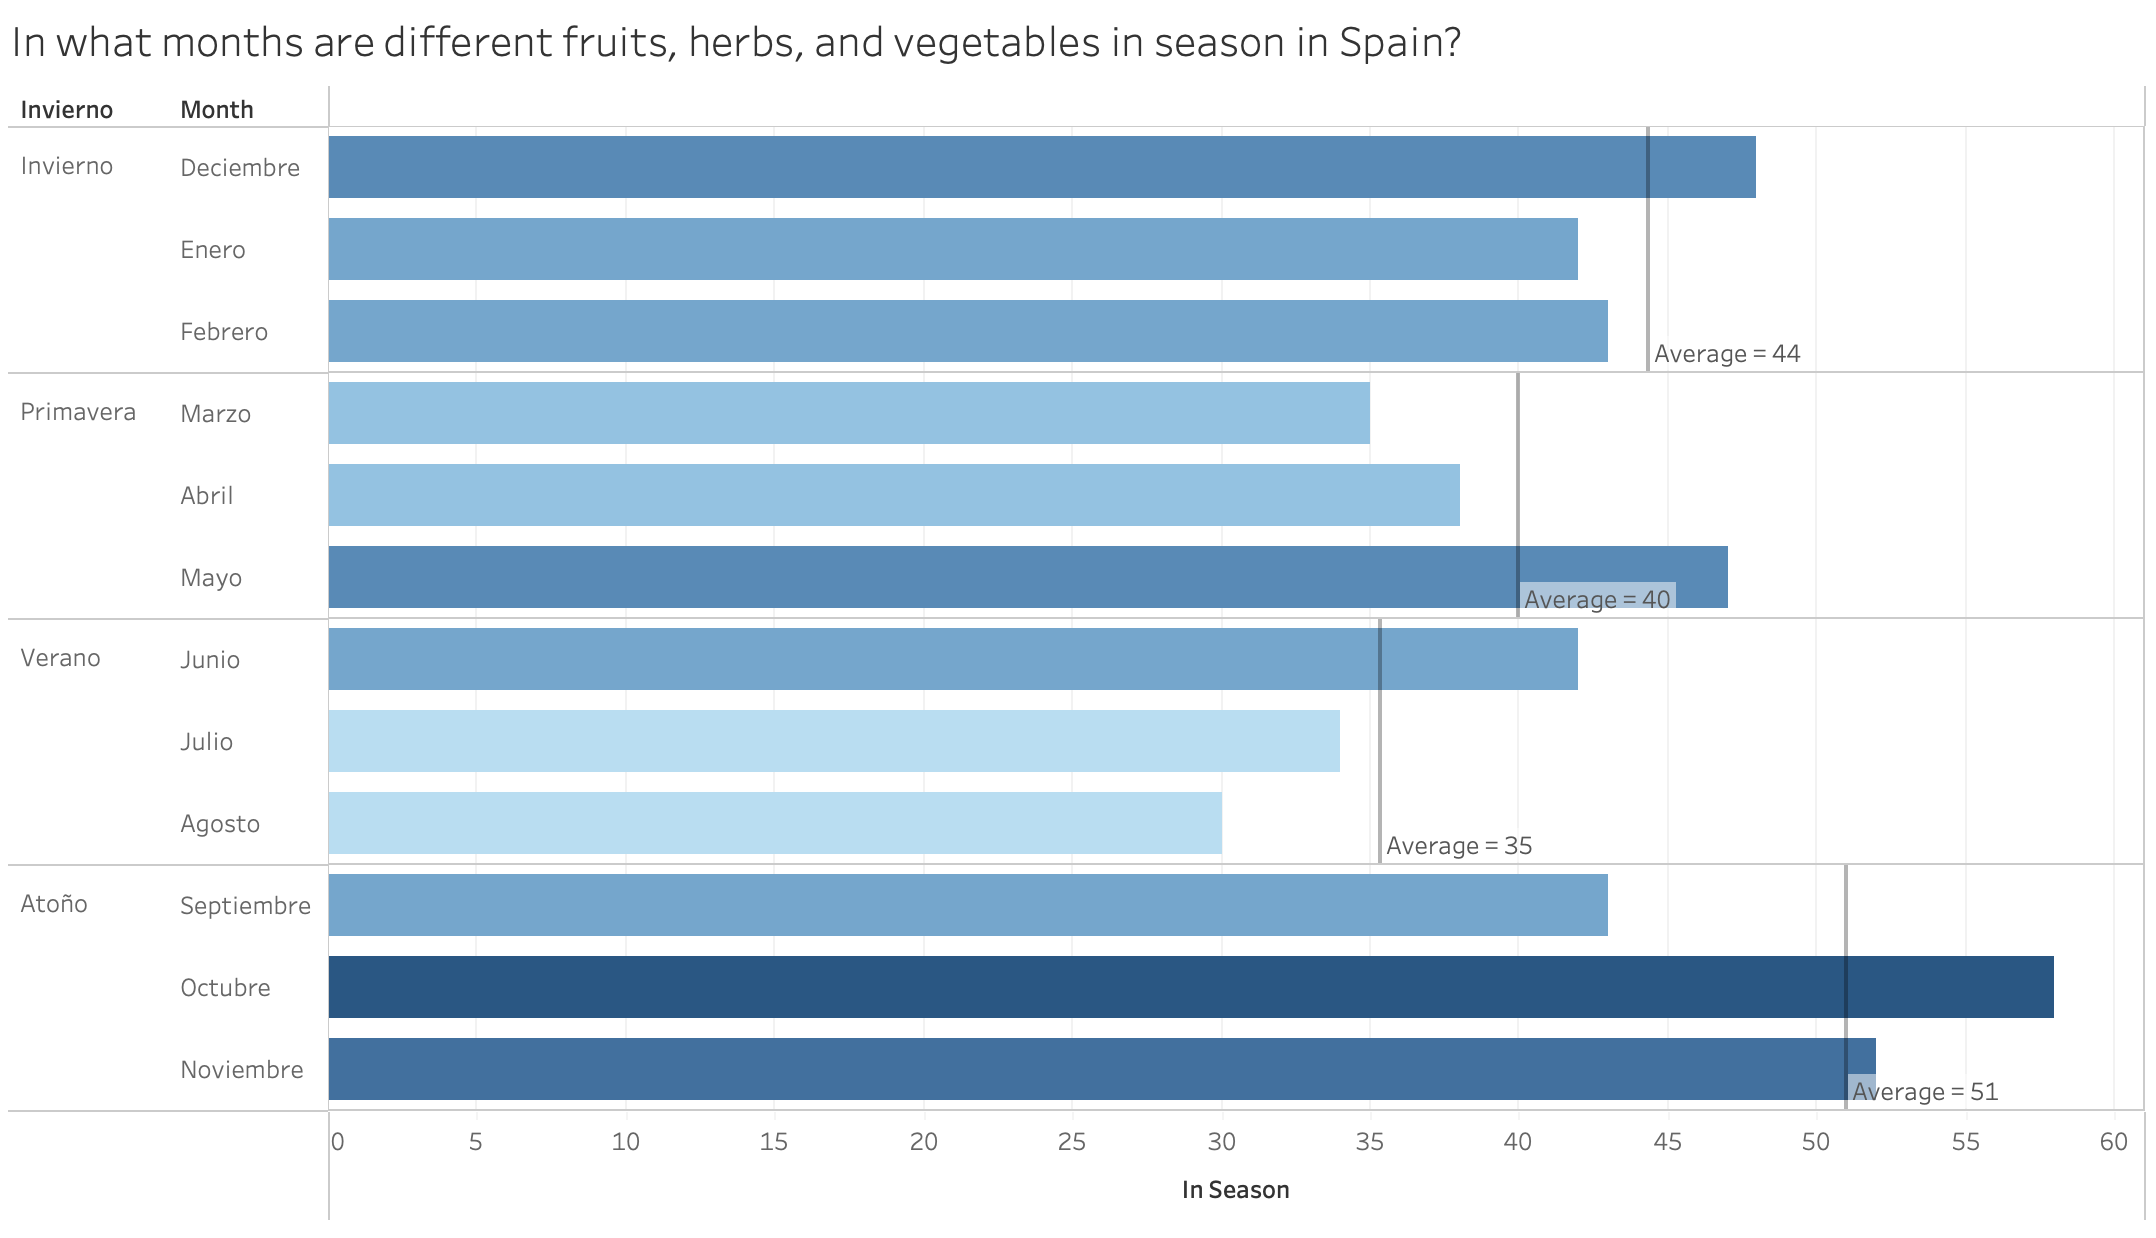 In what months are different fruits, herbs, and vegetables in season in Spain?
Invierno Month
Invierno Deciembre
Enero
Febrero
Average = 44
Primavera Marzo
Abril
Mayo
Average = 40
Verano Junio
Julio
Agosto
Average = 35
Atoño Septiembre
Octubre
Noviembre
Average = 51
0 5 10 15 20 25 30 35 40 45 50 55 60
In Season